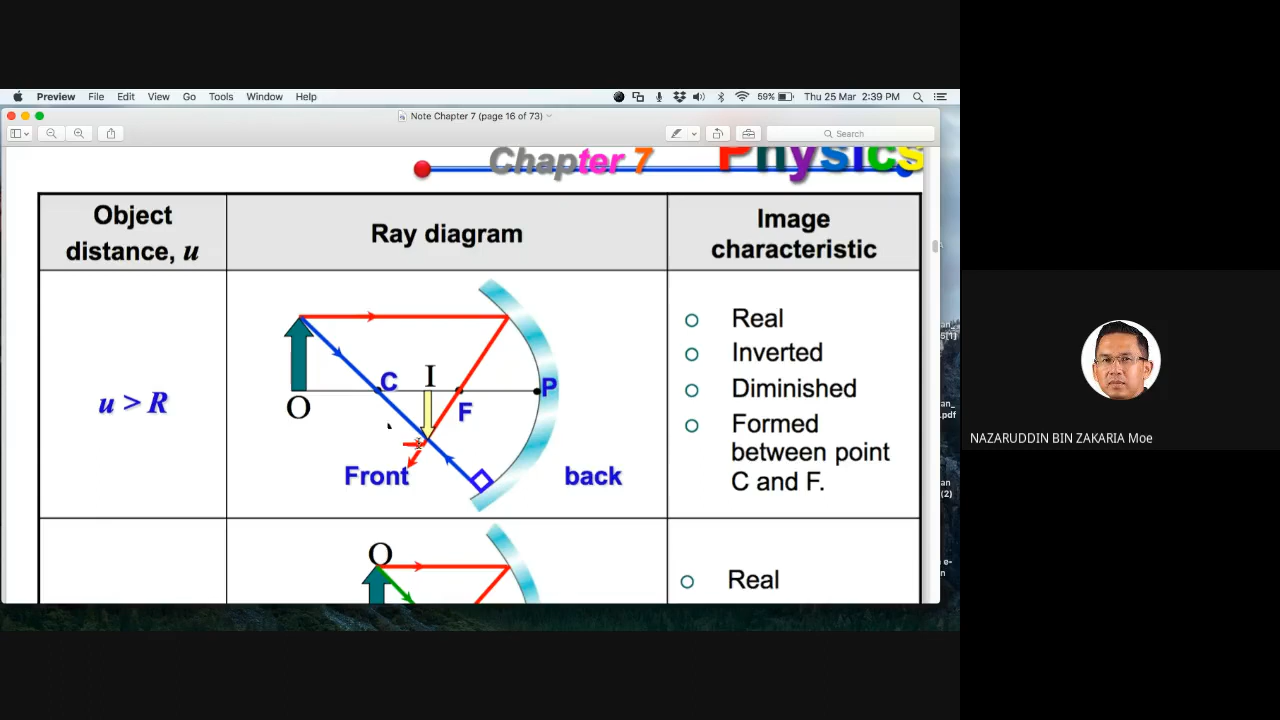 Preview File Edit View Go Tools Window Help 59% Thu 25 Mar 2:39 PM
Note Chapter 7 (page 16 of 73)
Search
Chapter 7 Physics
Object
distance, u
Ray diagram
Image
characteristic
u > R
C I
O F P
Front back
Real
Inverted
Diminished
Formed
between point
C and F.
O
Real
NAZARUDDIN BIN ZAKARIA Moe